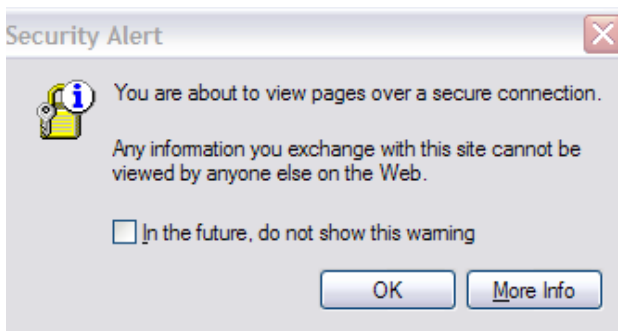 Security Alert
You are about to view pages over a secure connection.
Any information you exchange with this site cannot be
viewed by anyone else on the Web.
In the future, do not show this warning
OK
More Info